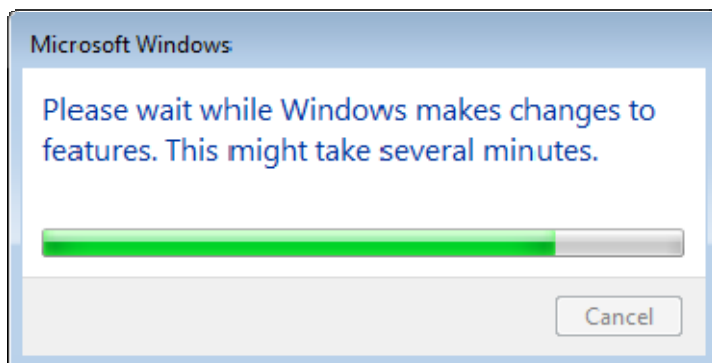 Microsoft Windows
Please wait while Windows makes changes to
features. This might take several minutes.
Cancel